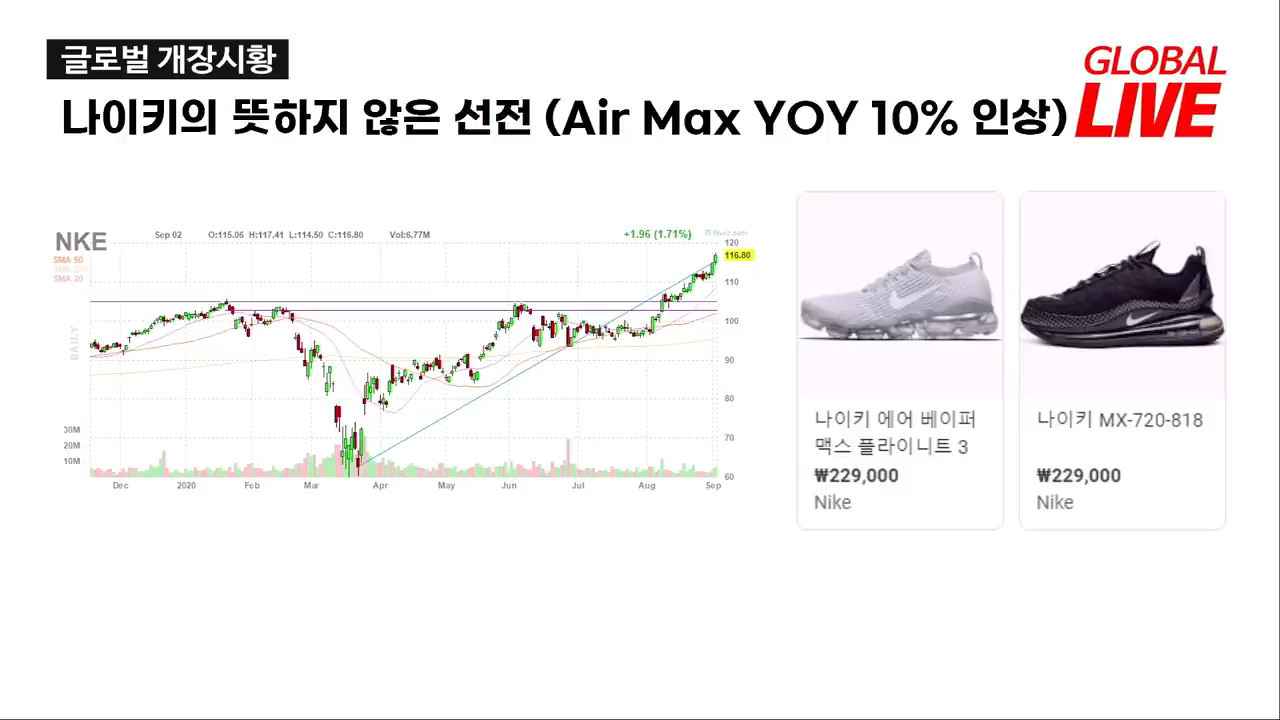 글로벌 개장시황
GLOBAL
LIVE
나이키의 뜻하지 않은 선전 (Air Max YOY 10% 인상)
NKE
Sep 02 O:115.06 H:117.41 L:114.50 C:116.80 Vol:6.77M
+1.96 (1.71%)
finviz.com
SMA 50
SMA 200
SMA 20
DAILY
120
116.80
110
100
90
80
70
60
30M
20M
10M
Dec 2020 Feb Mar Apr May Jun Jul Aug Sep
나이키 에어 베이퍼
맥스 플라이니트 3
₩229,000
Nike
나이키 MX-720-818
₩229,000
Nike